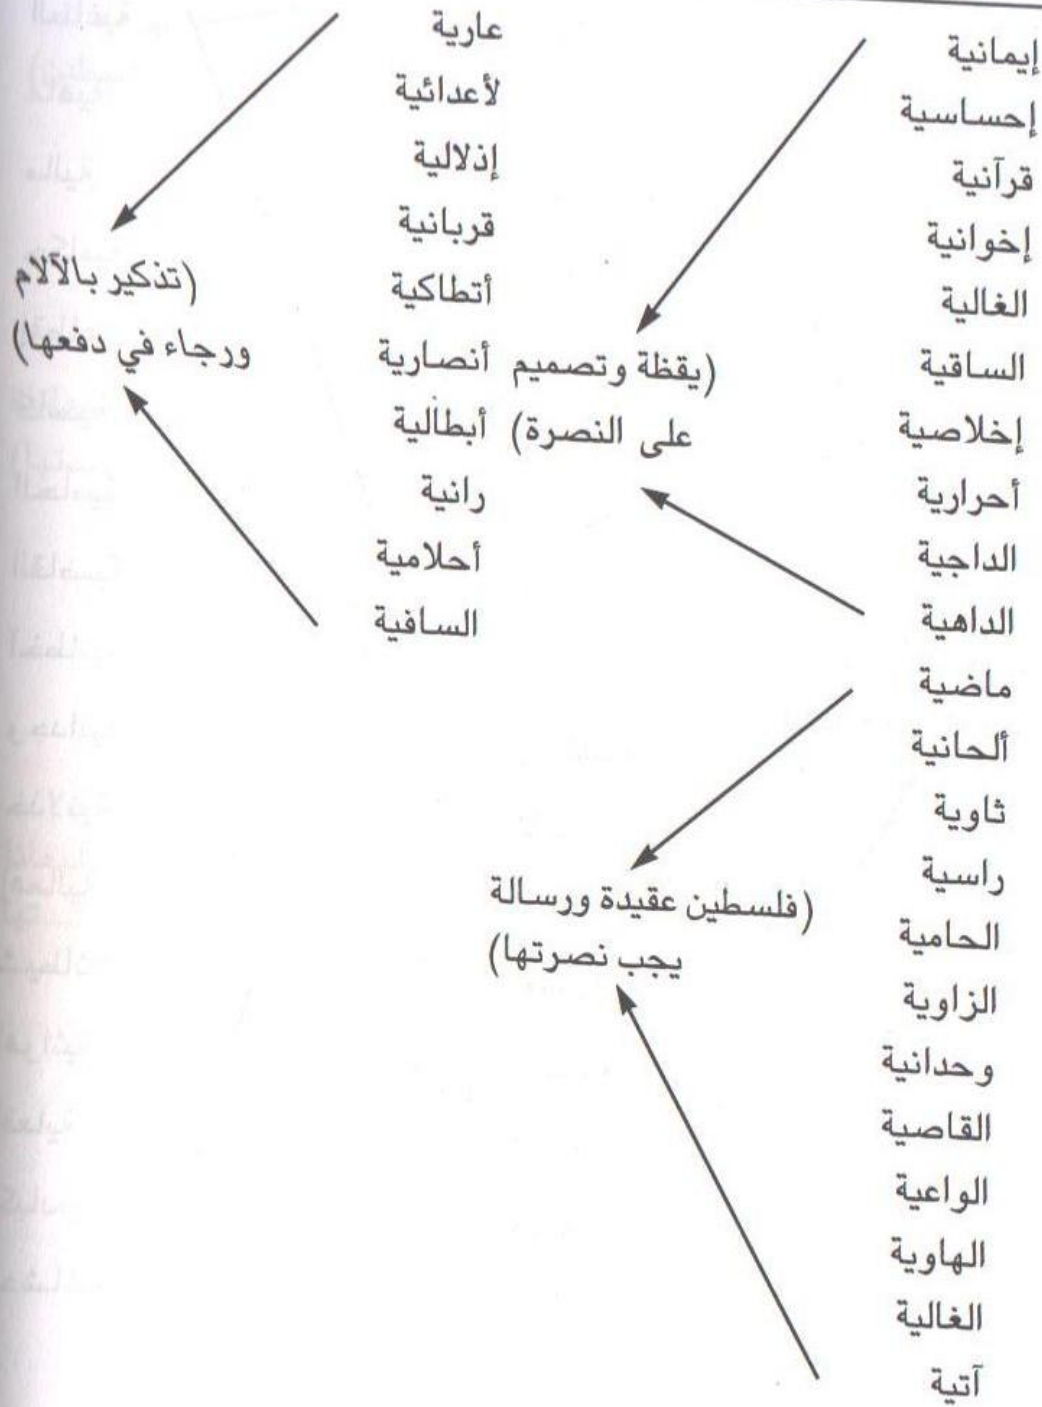 إيمانية
إحساسية
قرآنية
إخوانية
الغالية
الساقية
إخلاصية
أحرارية
الداجية
الداهية
(يقظة وتصميم
على النصرة)
ماضية
ألحانية
ثاوية
راسية
الحامية
الزاوية
وحدانية
القاصية
الواعية
الهاوية
الغالية
آتية
(فلسطين عقيدة ورسالة
يجب نصرتها)
عارية
لأعدائية
إذلالية
قربانية
أتطاكية
أنصارية
أبطالية
رانية
أحلامية
السافية
(تذكير بالآلام
ورجاء في دفعها)